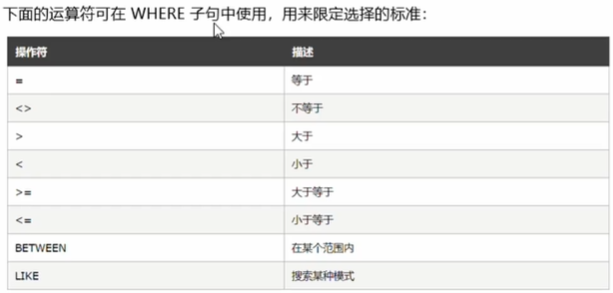 下面的运算符可在 WHERE 子句中使用，用来限定选择的标准：
操作符 描述
= 等于
<> 不等于
> 大于
< 小于
>= 大于等于
<= 小于等于
BETWEEN 在某个范围内
LIKE 搜索某种模式